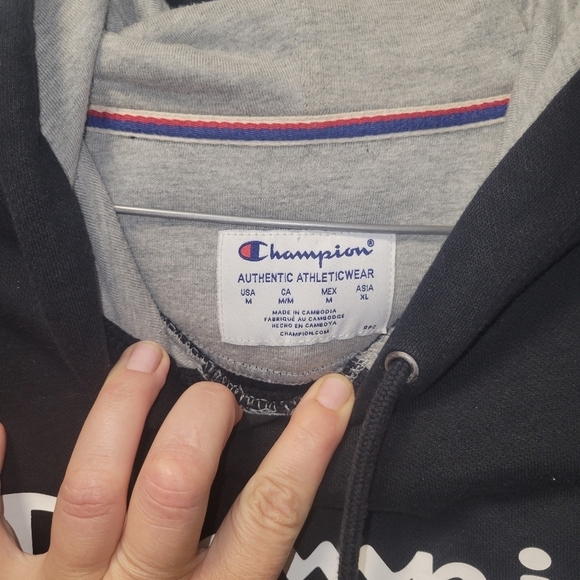 Champion®
AUTHENTIC ATHLETICWEAR
USA CA MEX ASIA
M M/M M XL
MADE IN CAMBODIA
FABRIQUÉ AU CAMBODGE
HECHO EN CAMBOYA
CHAMPION.COM